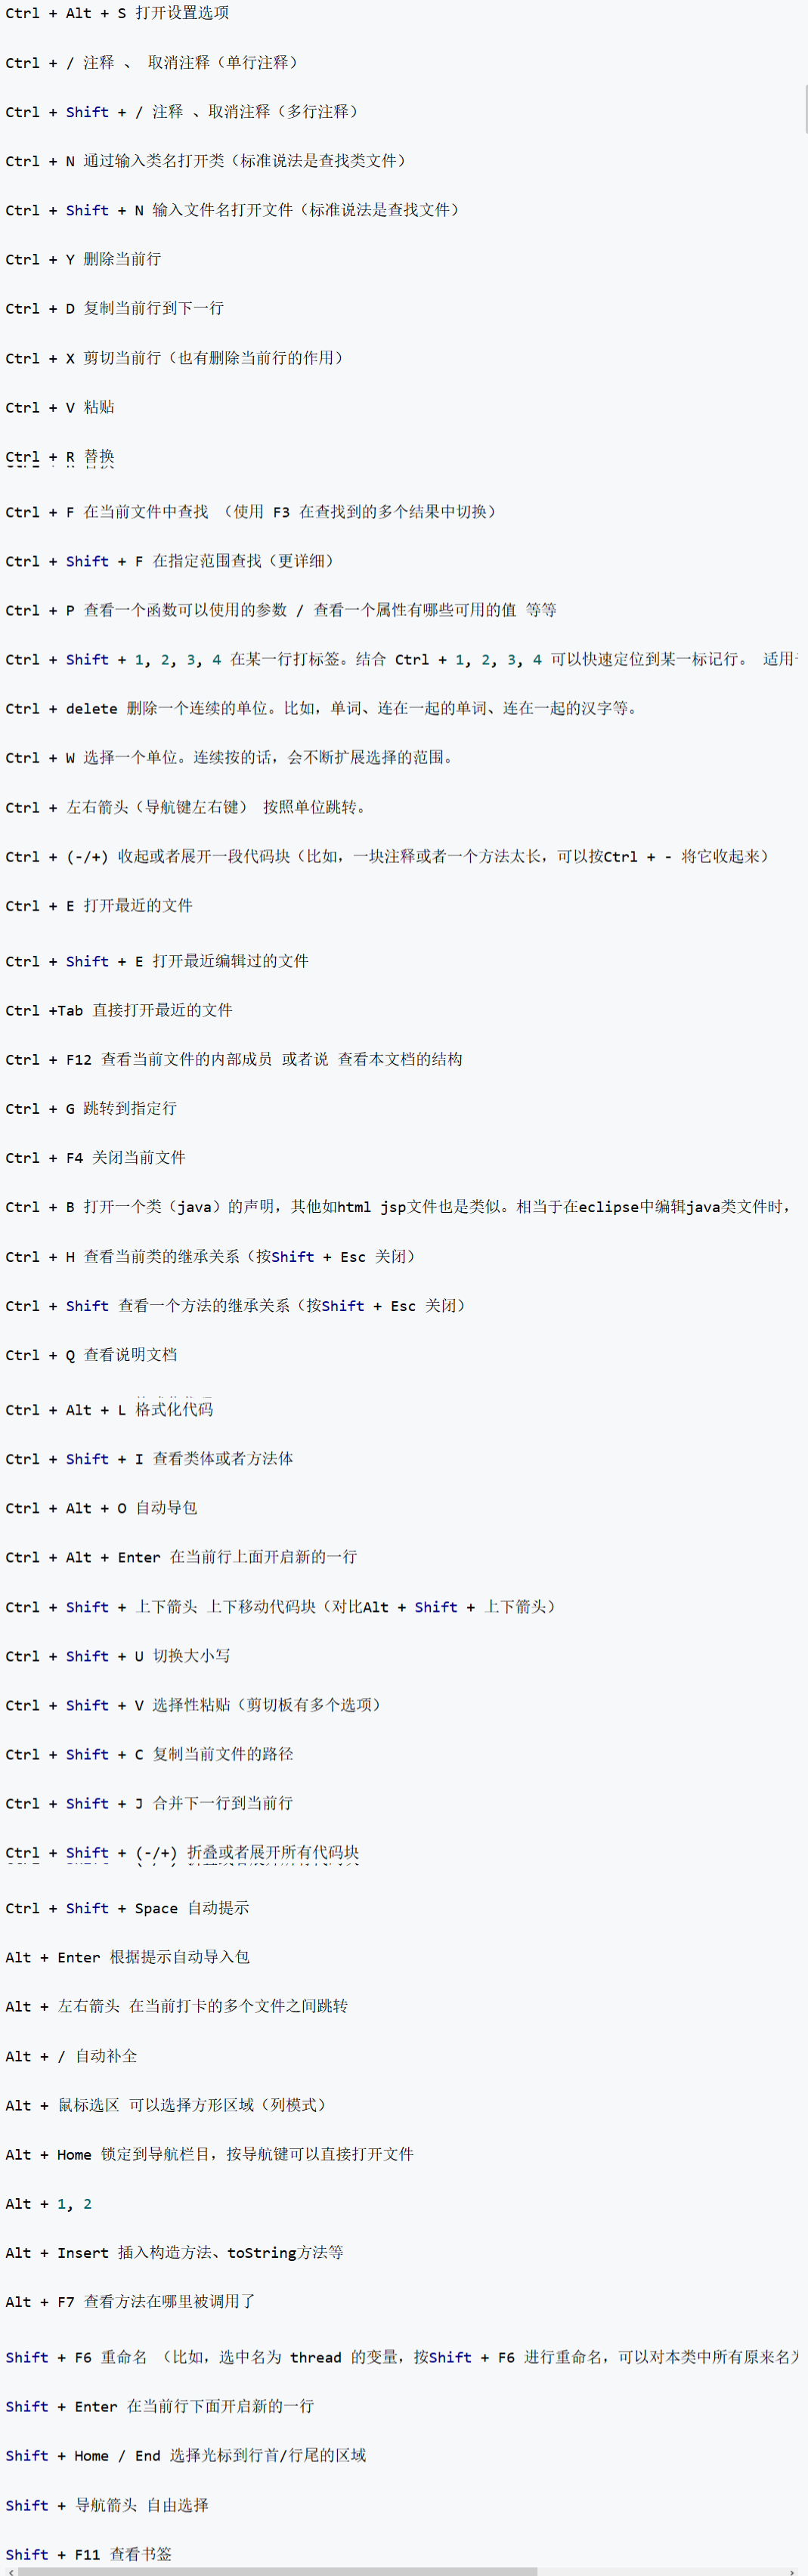 Ctrl + Alt + S 打开设置选项
Ctrl + / 注释 、 取消注释（单行注释）
Ctrl + Shift + / 注释 、取消注释（多行注释）
Ctrl + N 通过输入类名打开类（标准说法是查找类文件）
Ctrl + Shift + N 输入文件名打开文件（标准说法是查找文件）
Ctrl + Y 删除当前行
Ctrl + D 复制当前行到下一行
Ctrl + X 剪切当前行（也有删除当前行的作用）
Ctrl + V 粘贴
Ctrl + R 替换
Ctrl + F 在当前文件中查找 （使用 F3 在查找到的多个结果中切换）
Ctrl + Shift + F 在指定范围查找（更详细）
Ctrl + P 查看一个函数可以使用的参数 / 查看一个属性有哪些可用的值 等等
Ctrl + Shift + 1, 2, 3, 4 在某一行打标签。结合 Ctrl + 1, 2, 3, 4 可以快速定位到某一标记行。 适用
Ctrl + delete 删除一个连续的单位。比如，单词、连在一起的单词、连在一起的汉字等。
Ctrl + W 选择一个单位。连续按的话，会不断扩展选择的范围。
Ctrl + 左右箭头（导航键左右键） 按照单位跳转。
Ctrl + (-/+) 收起或者展开一段代码块（比如，一块注释或者一个方法太长，可以按Ctrl + - 将它收起来）
Ctrl + E 打开最近的文件
Ctrl + Shift + E 打开最近编辑过的文件
Ctrl +Tab 直接打开最近的文件
Ctrl + F12 查看当前文件的内部成员 或者说 查看本文档的结构
Ctrl + G 跳转到指定行
Ctrl + F4 关闭当前文件
Ctrl + B 打开一个类（java）的声明，其他如html jsp文件也是类似。相当于在eclipse中编辑java类文件时，
Ctrl + H 查看当前类的继承关系（按Shift + Esc 关闭）
Ctrl + Shift 查看一个方法的继承关系（按Shift + Esc 关闭）
Ctrl + Q 查看说明文档
Ctrl + Alt + L 格式化代码
Ctrl + Shift + I 查看类体或者方法体
Ctrl + Alt + O 自动导包
Ctrl + Alt + Enter 在当前行上面开启新的一行
Ctrl + Shift + 上下箭头 上下移动代码块（对比Alt + Shift + 上下箭头）
Ctrl + Shift + U 切换大小写
Ctrl + Shift + V 选择性粘贴（剪切板有多个选项）
Ctrl + Shift + C 复制当前文件的路径
Ctrl + Shift + J 合并下一行到当前行
Ctrl + Shift + (-/+) 折叠或者展开所有代码块
Ctrl + Shift + Space 自动提示
Alt + Enter 根据提示自动导入包
Alt + 左右箭头 在当前打卡的多个文件之间跳转
Alt + / 自动补全
Alt + 鼠标选区 可以选择方形区域（列模式）
Alt + Home 锁定到导航栏目，按导航键可以直接打开文件
Alt + 1, 2
Alt + Insert 插入构造方法、toString方法等
Alt + F7 查看方法在哪里被调用了
Shift + F6 重命名 （比如，选中名为 thread 的变量，按Shift + F6 进行重命名，可以对本类中所有原来名
Shift + Enter 在当前行下面开启新的一行
Shift + Home / End 选择光标到行首/行尾的区域
Shift + 导航箭头 自由选择
Shift + F11 查看书签